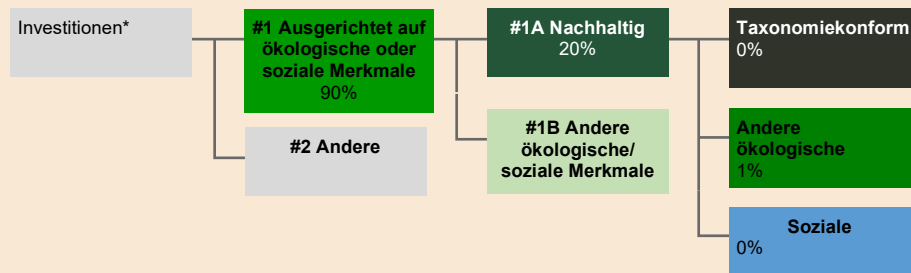 Investitionen*
#1 Ausgerichtet auf
ökologische oder
soziale Merkmale
90%
#2 Andere
#1A Nachhaltig
20%
#1B Andere
ökologische/
soziale Merkmale
Taxonomiekonform
0%
Andere
ökologische
1%
Soziale
0%